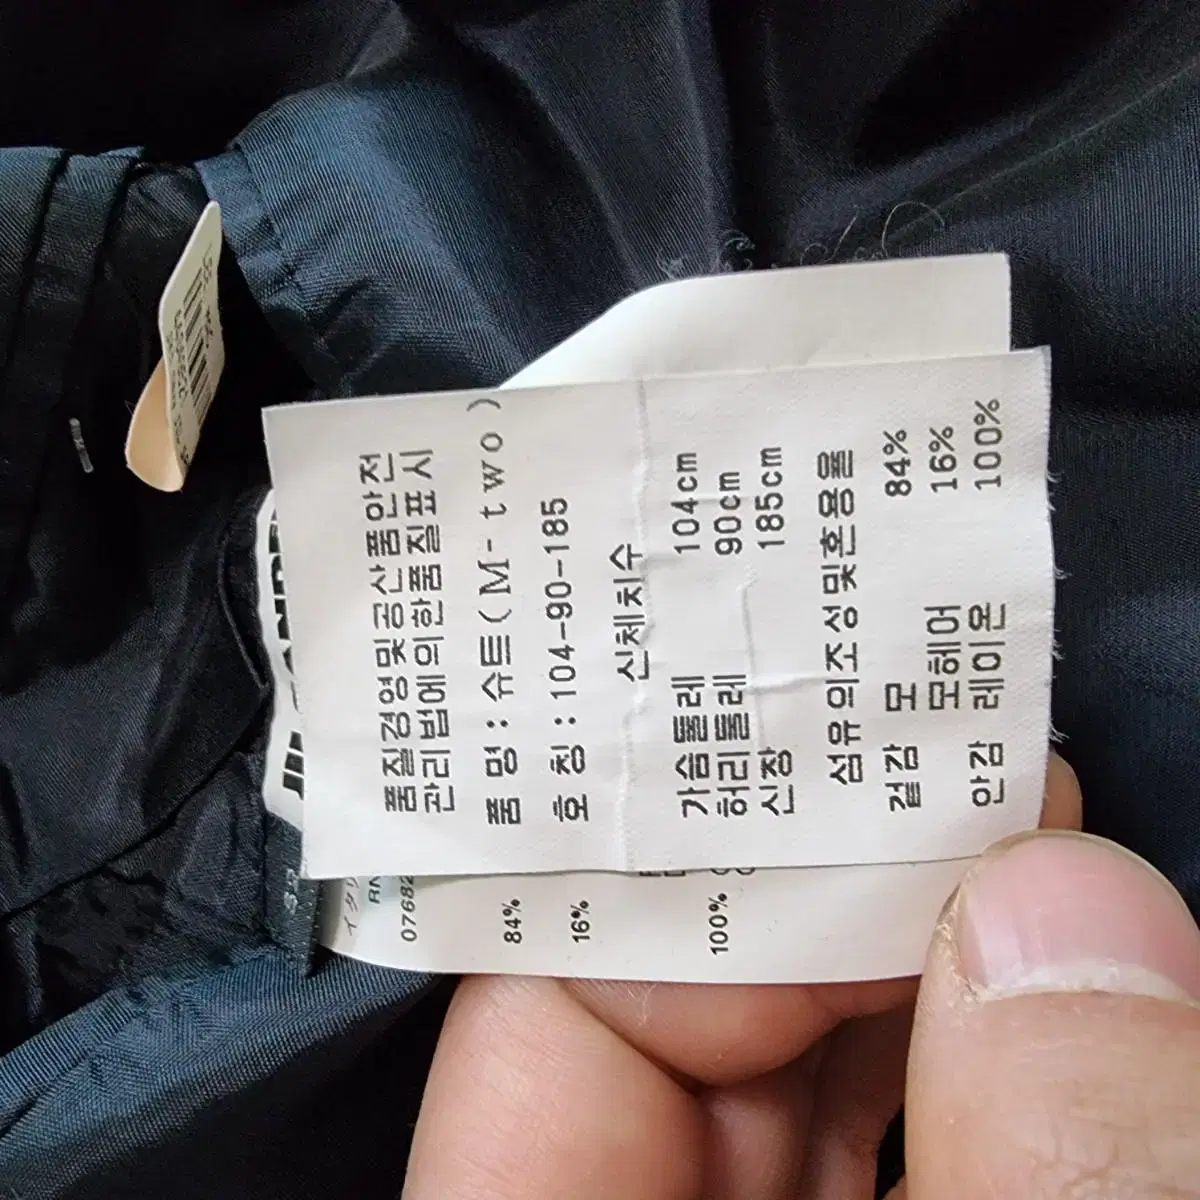 품질경영및공산품안전
관리법에의한품질표시
품 명 : 슈트(M-two)
호 칭 : 104-90-185
신체치수
가슴둘레 104cm
허리둘레 90cm
신장 185cm
섬유의조성및혼용율
겉감 모 84%
모헤어 16%
안감 레이온 100%
RN
0768
84%
16%
100%